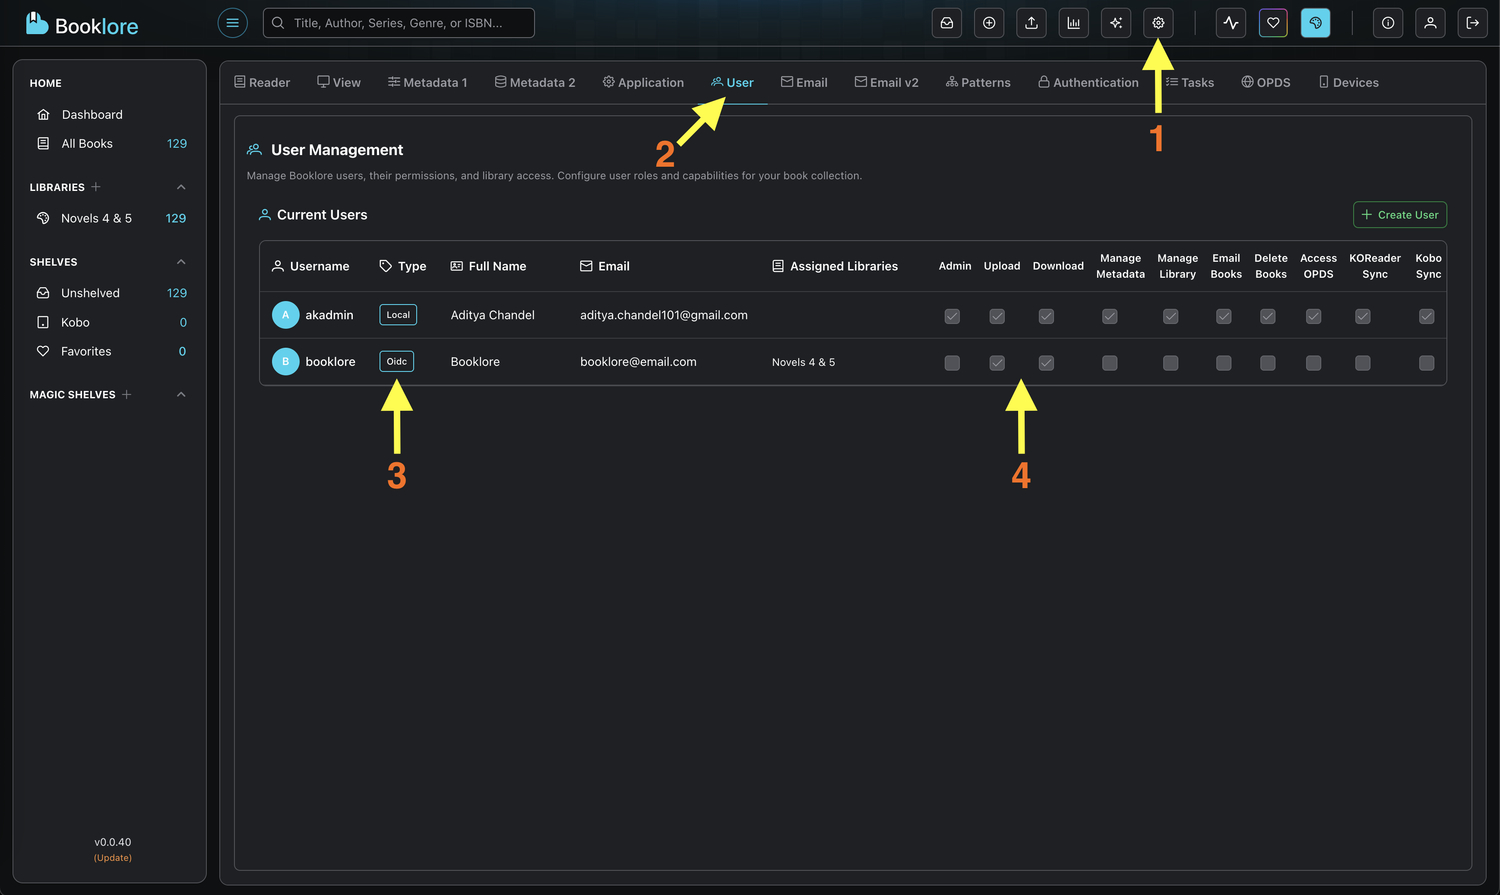 Booklore
Title, Author, Series, Genre, or ISBN...
HOME
Dashboard
All Books 129
LIBRARIES
Novels 4 & 5 129
SHELVES
Unshelved 129
Kobo 0
Favorites 0
MAGIC SHELVES
v0.0.40
(Update)
Reader View Metadata 1 Metadata 2 Application User Email Email v2 Patterns Authentication Tasks OPDS Devices
1
2
User Management
Manage Booklore users, their permissions, and library access. Configure user roles and capabilities for your book collection.
Current Users
Create User
Username Type Full Name Email Assigned Libraries Admin Upload Download Manage Metadata Manage Library Email Books Delete Books Access OPDS KOReader Sync Kobo Sync
A akadmin Local Aditya Chandel aditya.chandel101@gmail.com
B booklore Oidc Booklore booklore@email.com Novels 4 & 5
3
4